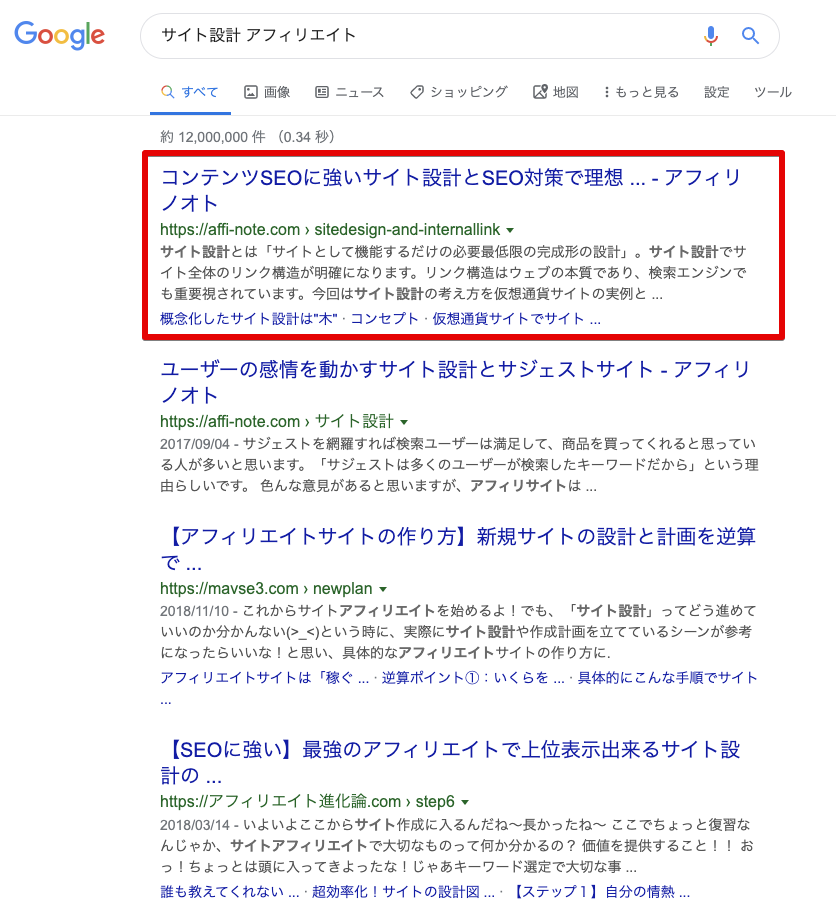 Google
サイト設計 アフィリエイト
すべて 画像 ニュース ショッピング 地図 もっと見る 設定 ツール
約 12,000,000 件 （0.34 秒）
コンテンツSEOに強いサイト設計とSEO対策で理想 ... - アフィリ
ノオト
https://affi-note.com › sitedesign-and-internallink
サイト設計とは「サイトとして機能するだけの必要最低限の完成形の設計」。サイト設計でサ
イト全体のリンク構造が明確になります。リンク構造はウェブの本質であり、検索エンジンで
も重要視されています。今回はサイト設計の考え方を仮想通貨サイトの実例と ...
概念化したサイト設計は"木" · コンセプト · 仮想通貨サイトでサイト ...
ユーザーの感情を動かすサイト設計とサジェストサイト - アフィリ
ノオト
https://affi-note.com › サイト設計
2017/09/04 - サジェストを網羅すれば検索ユーザーは満足して、商品を買ってくれると思ってい
る人が多いと思います。「サジェストは多くのユーザーが検索したキーワードだから」という理
由らしいです。 色んな意見があると思いますが、アフィリサイトは ...
【アフィリエイトサイトの作り方】新規サイトの設計と計画を逆算
で ...
https://mavse3.com › newplan
2018/11/10 - これからサイトアフィリエイトを始めるよ！でも、「サイト設計」ってどう進めて
いいのか分かんない(>_<)という時に、実際にサイト設計や作成計画を立てているシーンが参考
になったらいいな！と思い、具体的なアフィリエイトサイトの作り方に.
アフィリエイトサイトは「稼ぐ ... · 逆算ポイント①：いくらを ... · 具体的にこんな手順でサイト
...
【SEOに強い】最強のアフィリエイトで上位表示出来るサイト設
計の ...
https://アフィリエイト進化論.com › step6
2018/03/14 - いよいよここからサイト作成に入るんだね〜長かったね〜 ここでちょっと復習な
んじゃか、サイトアフィリエイトで大切なものって何か分かるの？ 価値を提供すること！！ お
っ！ちょっとは頭に入ってきよったな！じゃあキーワード選定で大切な事 ...
誰も教えてくれない ... · 超効率化！サイトの設計図 ... · 【ステップ１】自分の情熱 ...